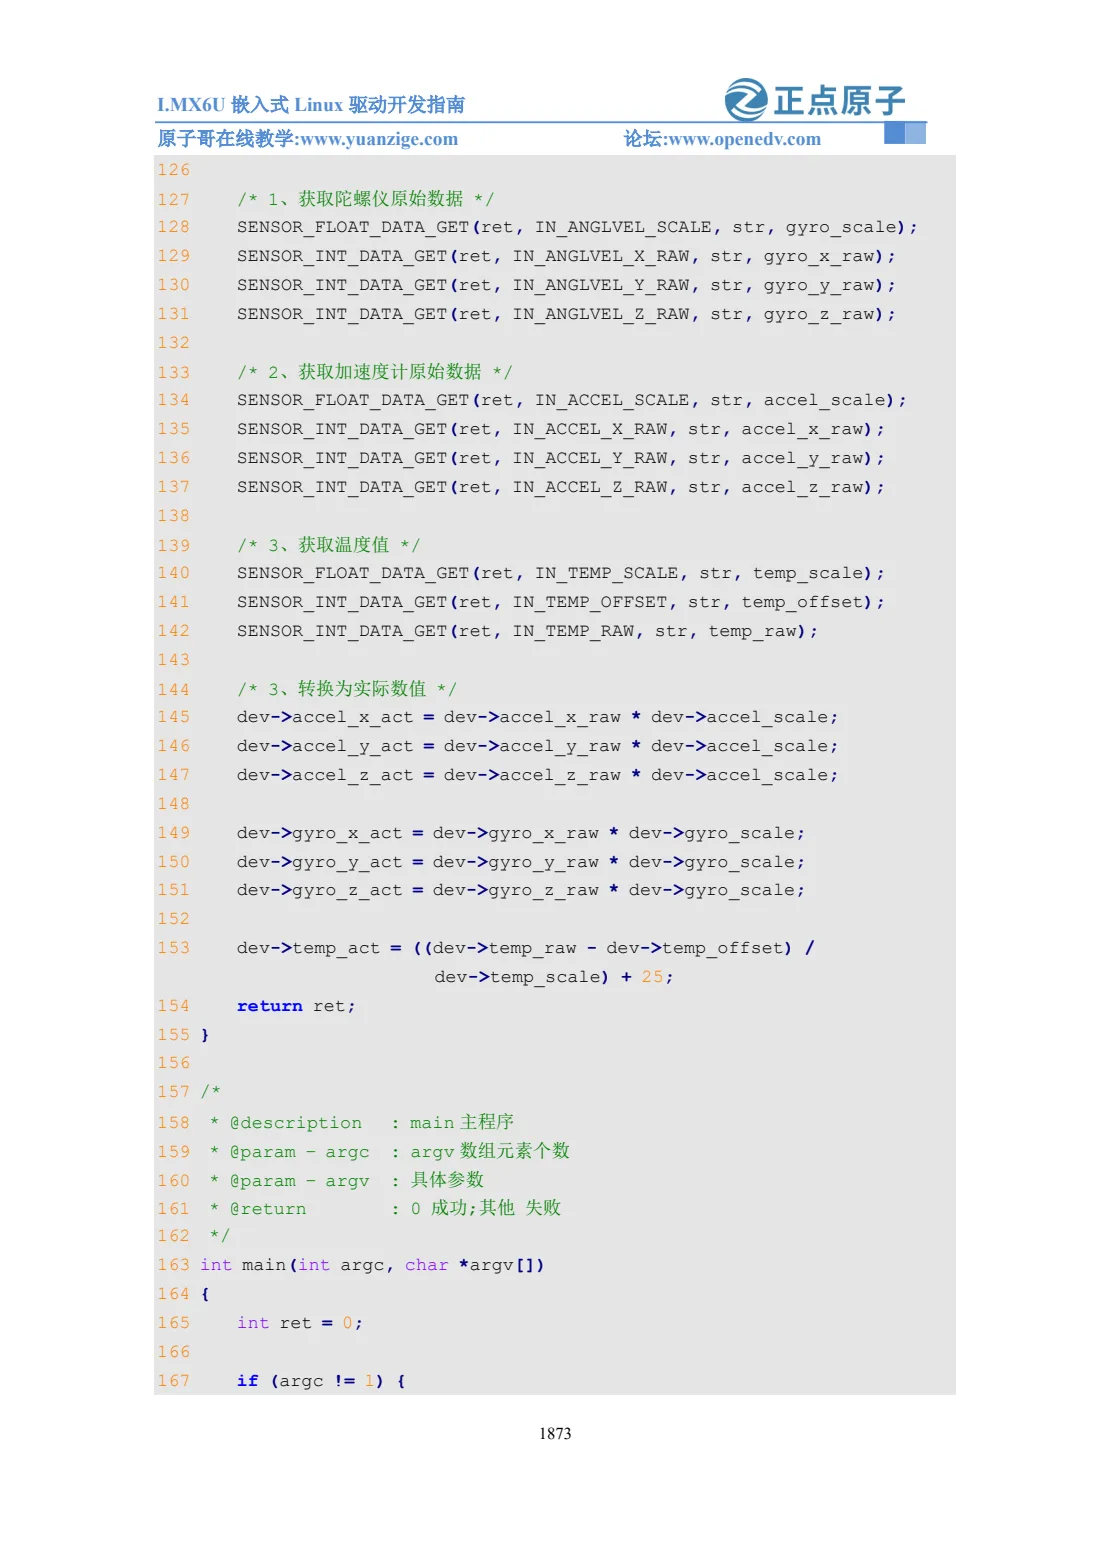 I.MX6U 嵌入式 Linux 驱动开发指南
正点原子
原子哥在线教学:www.yuanzige.com 论坛:www.openedv.com
126
127 /* 1、获取陀螺仪原始数据 */
128 SENSOR_FLOAT_DATA_GET(ret, IN_ANGLVEL_SCALE, str, gyro_scale);
129 SENSOR_INT_DATA_GET(ret, IN_ANGLVEL_X_RAW, str, gyro_x_raw);
130 SENSOR_INT_DATA_GET(ret, IN_ANGLVEL_Y_RAW, str, gyro_y_raw);
131 SENSOR_INT_DATA_GET(ret, IN_ANGLVEL_Z_RAW, str, gyro_z_raw);
132
133 /* 2、获取加速度计原始数据 */
134 SENSOR_FLOAT_DATA_GET(ret, IN_ACCEL_SCALE, str, accel_scale);
135 SENSOR_INT_DATA_GET(ret, IN_ACCEL_X_RAW, str, accel_x_raw);
136 SENSOR_INT_DATA_GET(ret, IN_ACCEL_Y_RAW, str, accel_y_raw);
137 SENSOR_INT_DATA_GET(ret, IN_ACCEL_Z_RAW, str, accel_z_raw);
138
139 /* 3、获取温度值 */
140 SENSOR_FLOAT_DATA_GET(ret, IN_TEMP_SCALE, str, temp_scale);
141 SENSOR_INT_DATA_GET(ret, IN_TEMP_OFFSET, str, temp_offset);
142 SENSOR_INT_DATA_GET(ret, IN_TEMP_RAW, str, temp_raw);
143
144 /* 3、转换为实际数值 */
145 dev->accel_x_act = dev->accel_x_raw * dev->accel_scale;
146 dev->accel_y_act = dev->accel_y_raw * dev->accel_scale;
147 dev->accel_z_act = dev->accel_z_raw * dev->accel_scale;
148
149 dev->gyro_x_act = dev->gyro_x_raw * dev->gyro_scale;
150 dev->gyro_y_act = dev->gyro_y_raw * dev->gyro_scale;
151 dev->gyro_z_act = dev->gyro_z_raw * dev->gyro_scale;
152
153 dev->temp_act = ((dev->temp_raw - dev->temp_offset) /
dev->temp_scale) + 25;
154 return ret;
155 }
156
157 /*
158 * @description : main 主程序
159 * @param - argc : argv 数组元素个数
160 * @param - argv : 具体参数
161 * @return : 0 成功;其他 失败
162 */
163 int main(int argc, char *argv[])
164 {
165 int ret = 0;
166
167 if (argc != 1) {
1873